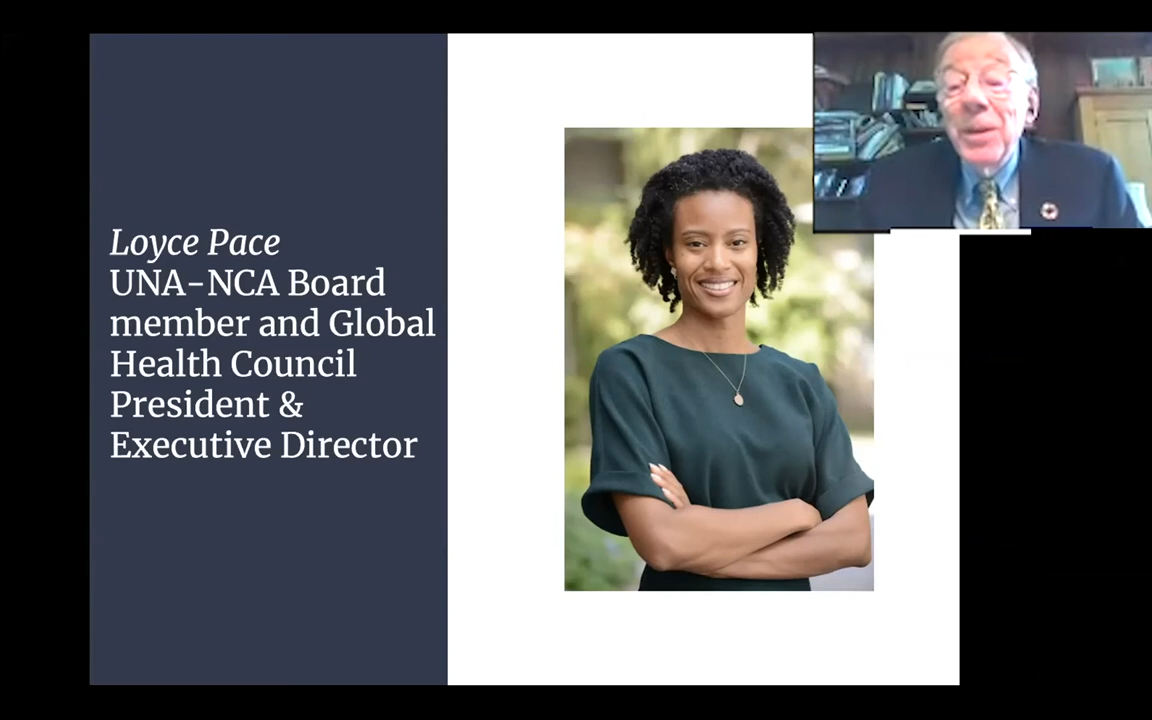 Loyce Pace
UNA-NCA Board
member and Global
Health Council
President &
Executive Director